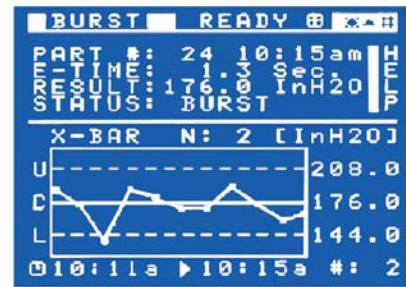 BURST READY
PART #: 24 10:15am
E-TIME: 1.3 Sec.
RESULT: 176.0 InH2O
STATUS: BURST
HELP
X-BAR N: 2 [InH2O]
U 208.0
C 176.0
L 144.0
10:11a ▶10:15a #: 2